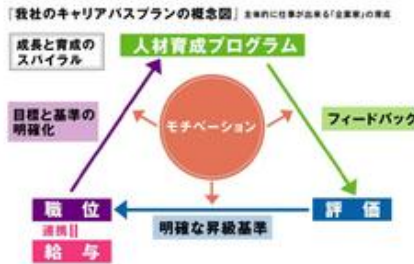 『我社のキャリアパスプランの概念図』 主体的に仕事が出来る「企業家」の育成
成長と育成の
スパイラル
人材育成プログラム
目標と基準の
明確化
モチベーション
フィードバック
職位
明確な昇級基準
評価
連携
給与